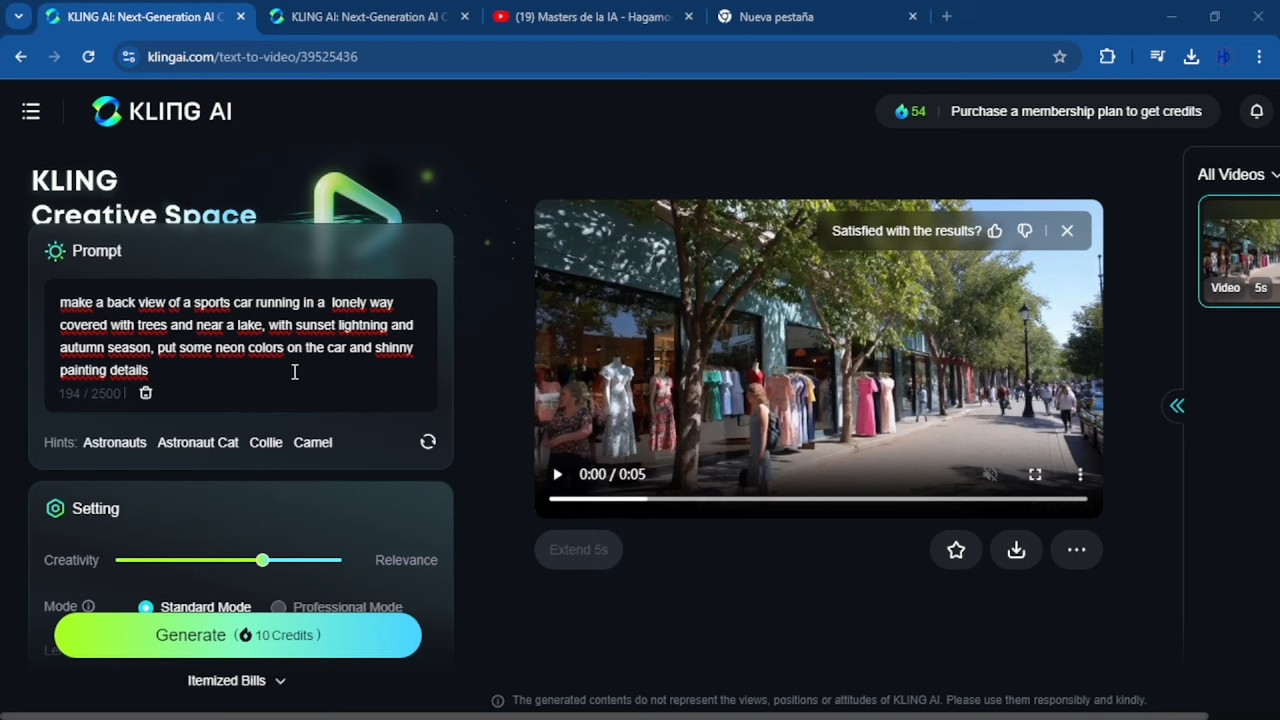 KLING AI: Next-Generation AI C
KLING AI: Next-Generation AI C
(19) Masters de la IA - Hagamo
Nueva pestaña
klingai.com/text-to-video/39525436
KLING AI
54
Purchase a membership plan to get credits
KLING
Creative Space
All Videos
Prompt
Satisfied with the results?
make a back view of a sports car running in a  lonely way
covered with trees and near a lake, with sunset lightning and
autumn season, put some neon colors on the car and shinny
painting details
194 / 2500
Video 5s
Hints: Astronauts Astronaut Cat Collie Camel
0:00 / 0:05
Setting
Creativity
Relevance
Extend 5s
Mode
Standard Mode
Professional Mode
Generate ( 10 Credits )
Itemized Bills
The generated contents do not represent the views, positions or attitudes of KLING AI. Please use them responsibly and kindly.